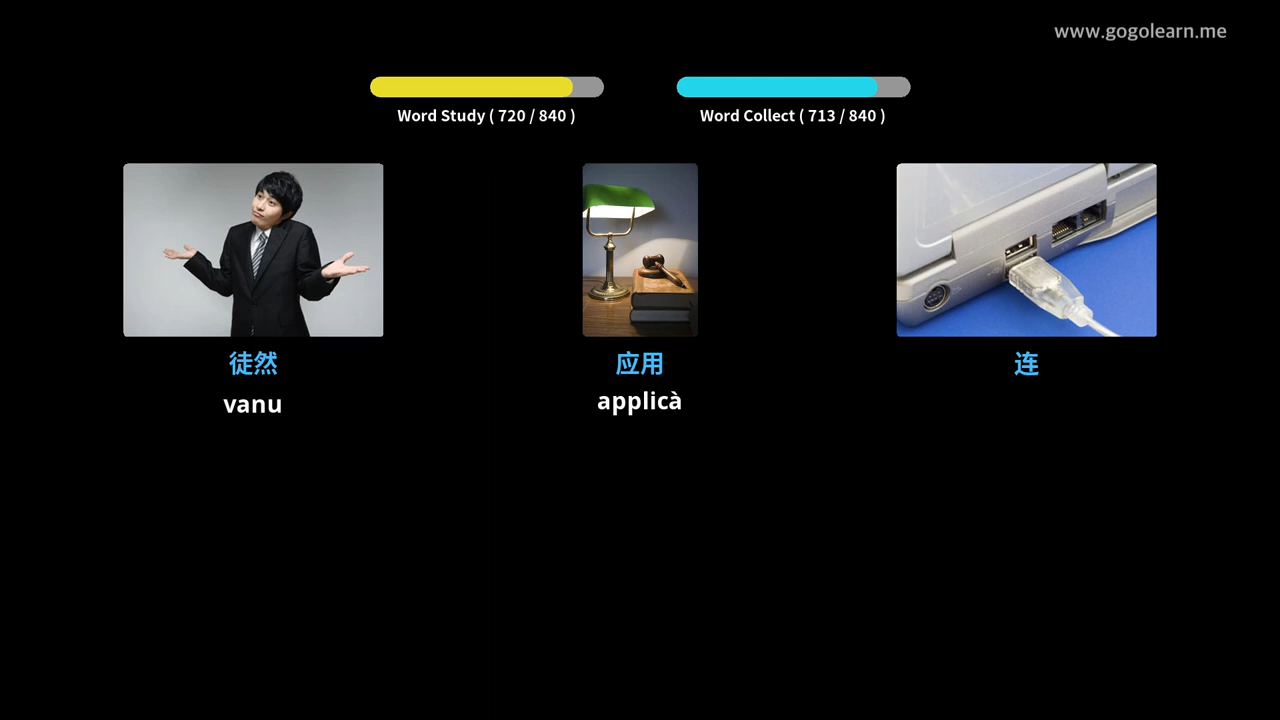 www.gogolearn.me
Word Study ( 720 / 840 )
Word Collect ( 713 / 840 )
徒然
应用
连
vanu
applicà